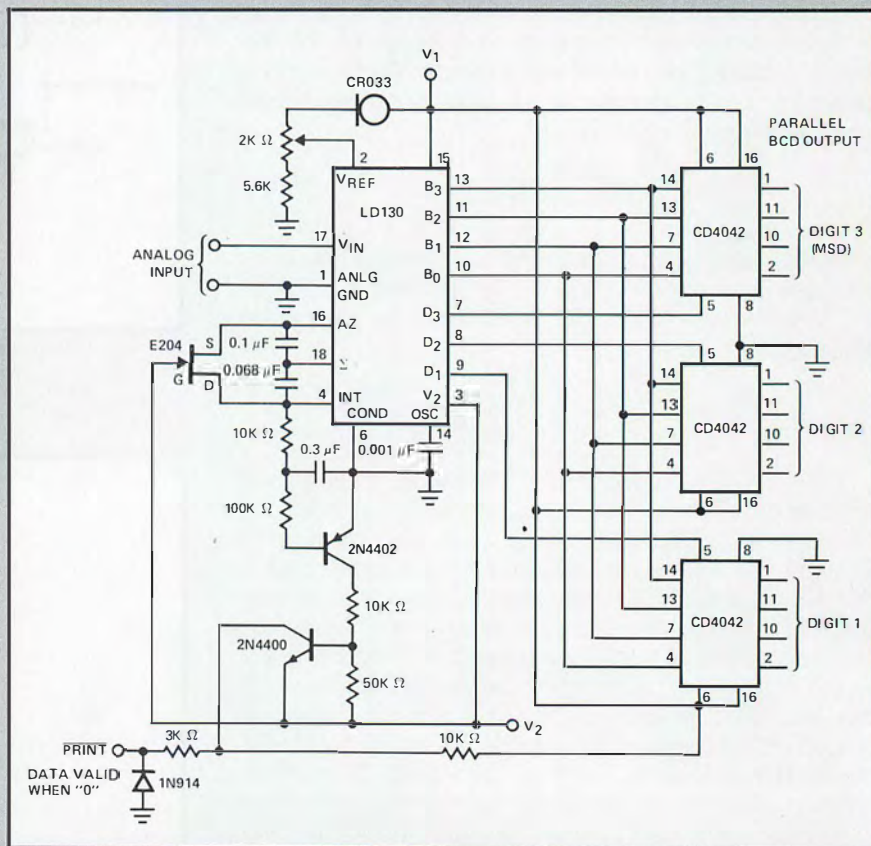 V1
CR033
2K Ω
5.6K
2
15
VREF
LD130
ANALOG
INPUT
17
VIN
1
ANLG
GND
16
AZ
E204
S
G
D
0.1 µF
0.068 µF
18
Σ
4
INT
COND
6
OSC
14
V2
3
B3
13
B2
11
B1
12
B0
10
D3
7
D2
8
D1
9
10K Ω
0.3 µF
0.001 µF
100K Ω
2N4402
10K Ω
2N4400
50K Ω
V2
PRINT
3K Ω
10K Ω
DATA VALID
WHEN "0"
1N914
PARALLEL
BCD OUTPUT
6
16
14
13
7
4
CD4042
1
11
10
2
5
8
DIGIT 3
(MSD)
5
8
14
13
7
4
CD4042
1
11
10
2
6
16
DIGIT 2
5
8
14
13
7
4
CD4042
1
11
10
2
6
16
DIGIT 1